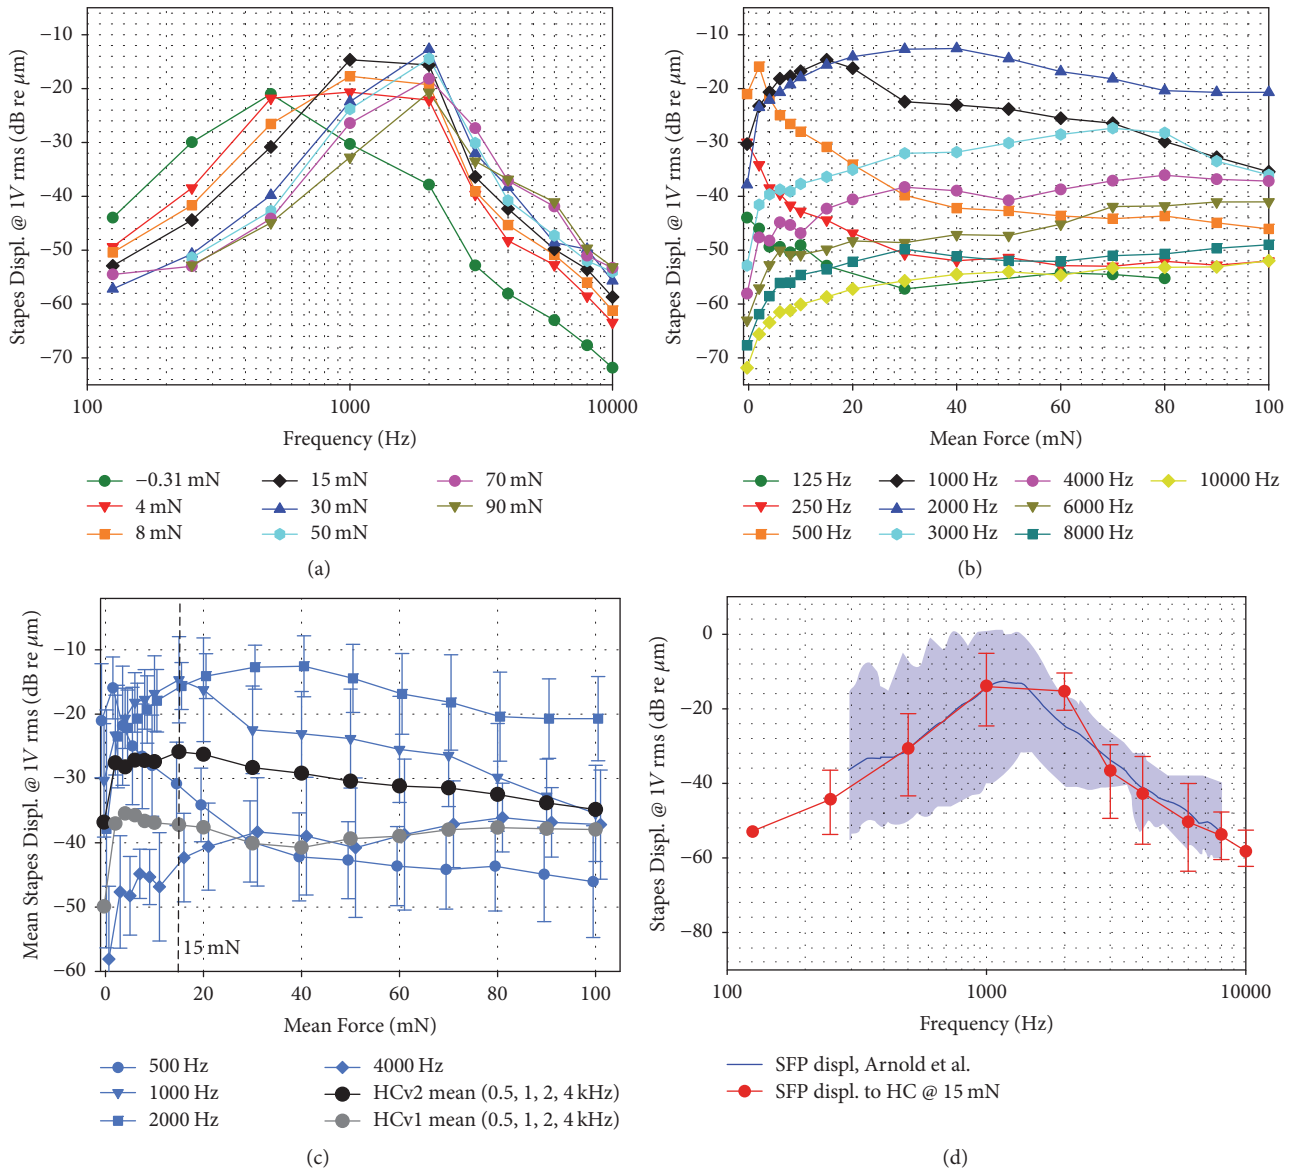 Stapes Displ. @ 1V rms (dB re μm)
−10
−20
−30
−40
−50
−60
−70
100
1000
10000
Frequency (Hz)
−0.31 mN
15 mN
70 mN
4 mN
30 mN
90 mN
8 mN
50 mN
(a)
Stapes Displ. @ 1V rms (dB re μm)
−10
−20
−30
−40
−50
−60
−70
0
20
40
60
80
100
Mean Force (mN)
125 Hz
1000 Hz
4000 Hz
10000 Hz
250 Hz
2000 Hz
6000 Hz
500 Hz
3000 Hz
8000 Hz
(b)
Mean Stapes Displ. @ 1V rms (dB re μm)
−10
−20
−30
−40
−50
−60
15 mN
0
20
40
60
80
100
Mean Force (mN)
500 Hz
4000 Hz
1000 Hz
HCv2 mean (0.5, 1, 2, 4 kHz)
2000 Hz
HCv1 mean (0.5, 1, 2, 4 kHz)
(c)
Stapes Displ. @ 1V rms (dB re μm)
0
−20
−40
−60
−80
100
1000
10000
Frequency (Hz)
SFP displ, Arnold et al.
SFP displ. to HC @ 15 mN
(d)